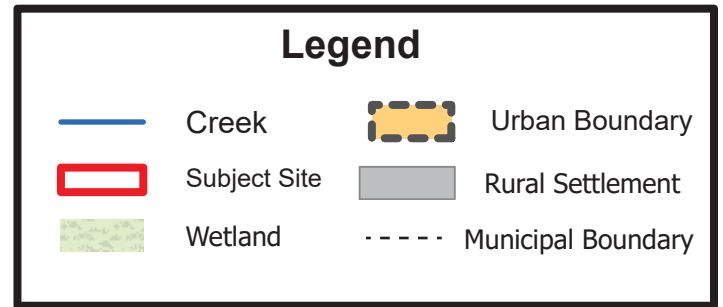 Legend
Creek
Urban Boundary
Subject Site
Rural Settlement
Wetland
Municipal Boundary